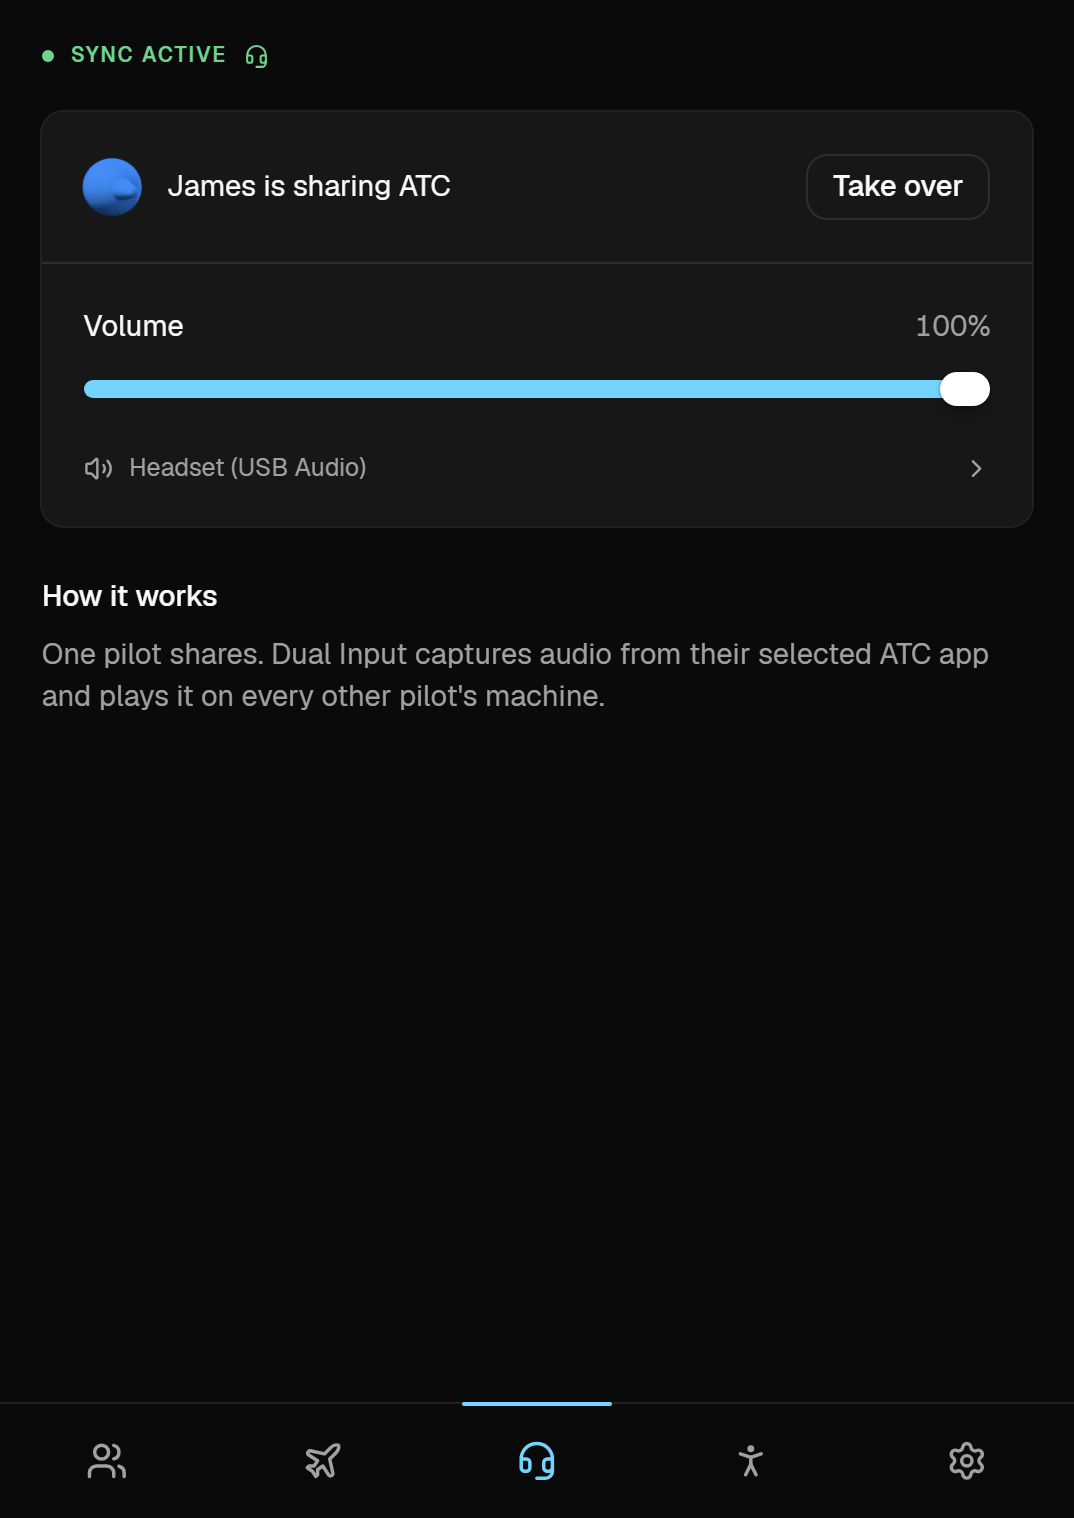 SYNC ACTIVE
James is sharing ATC
Take over
Volume
100%
Headset (USB Audio)
How it works
One pilot shares. Dual Input captures audio from their selected ATC app
and plays it on every other pilot's machine.